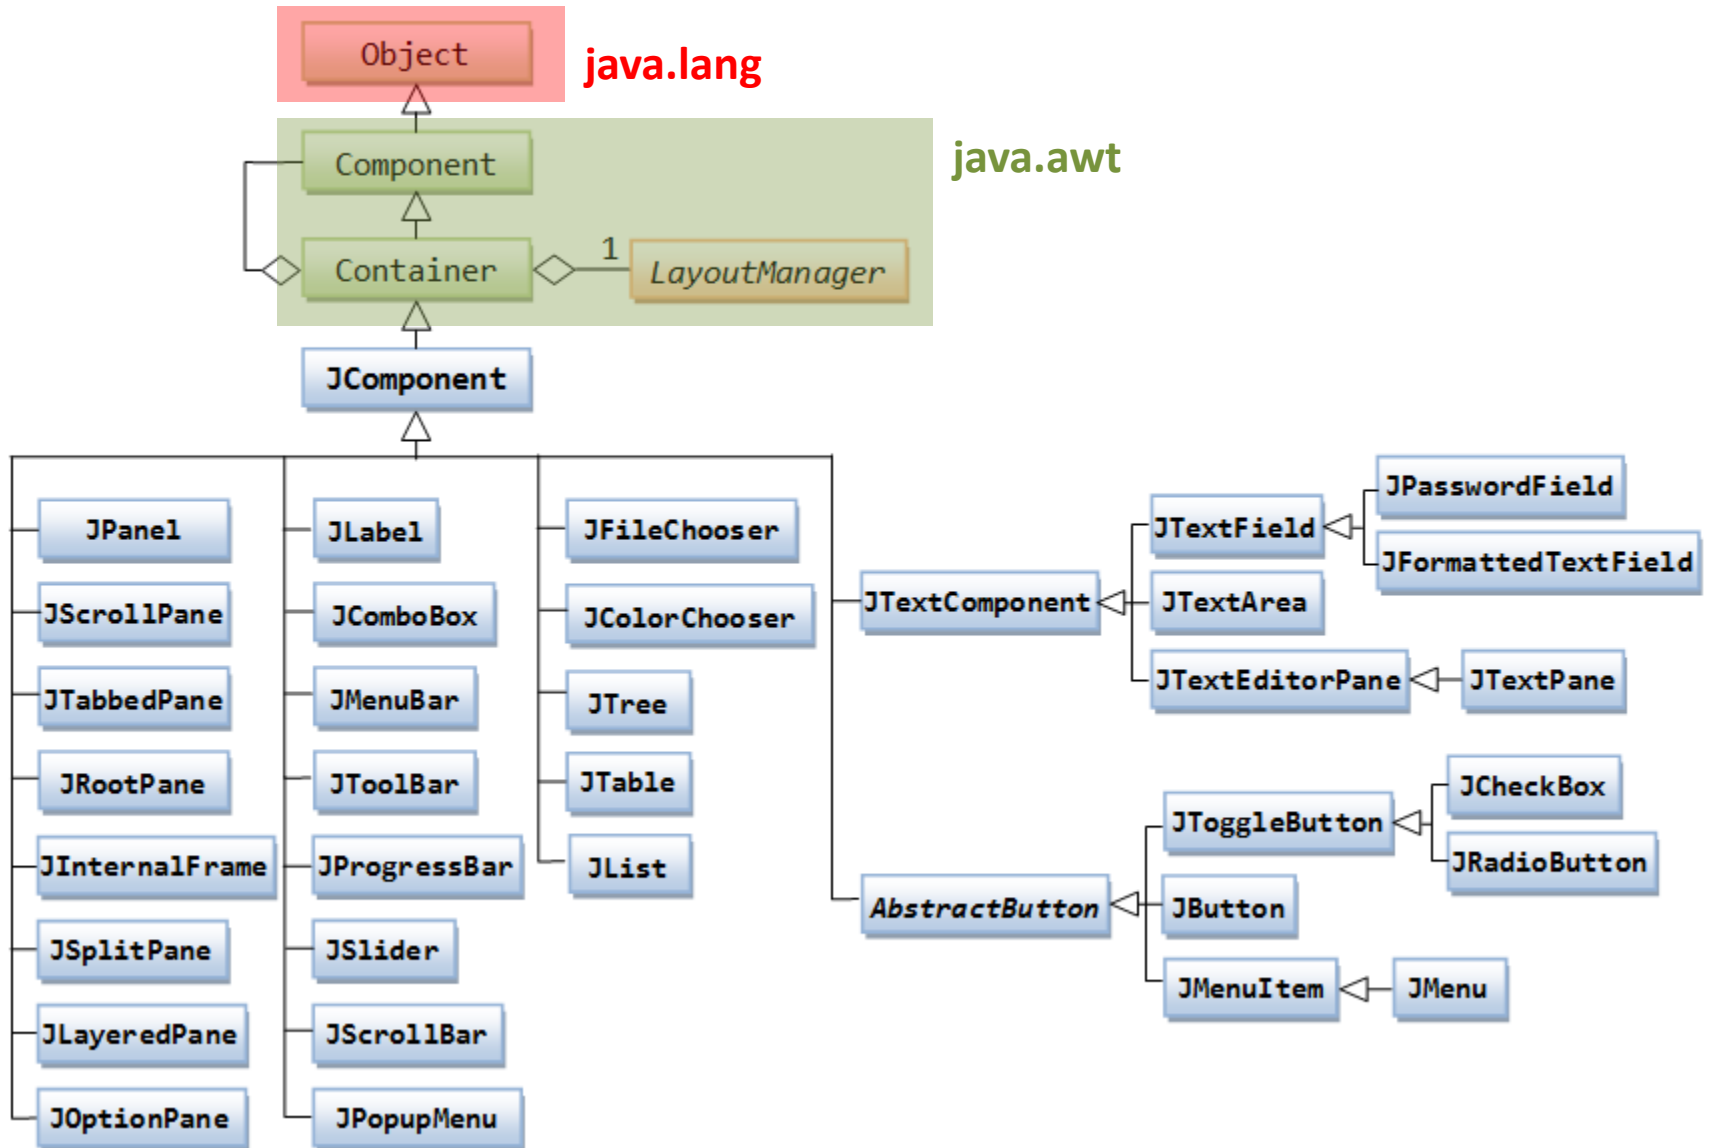 Object
java.lang
Component
java.awt
Container
1
LayoutManager
JComponent
JPanel
JScrollPane
JTabbedPane
JRootPane
JInternalFrame
JSplitPane
JLayeredPane
JOptionPane
JLabel
JComboBox
JMenuBar
JToolBar
JProgressBar
JSlider
JScrollBar
JPopupMenu
JFileChooser
JColorChooser
JTree
JTable
JList
JTextComponent
JTextField
JPasswordField
JFormattedTextField
JTextArea
JTextEditorPane
JTextPane
AbstractButton
JToggleButton
JCheckBox
JRadioButton
JButton
JMenuItem
JMenu